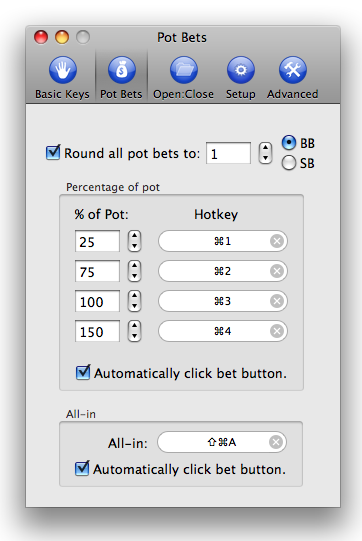 Pot Bets
Basic Keys Pot Bets Open:Close Setup Advanced
Round all pot bets to: 1 BB
SB
Percentage of pot
% of Pot: Hotkey
25 ⌘1
75 ⌘2
100 ⌘3
150 ⌘4
Automatically click bet button.
All-in
All-in: ⇧⌘A
Automatically click bet button.